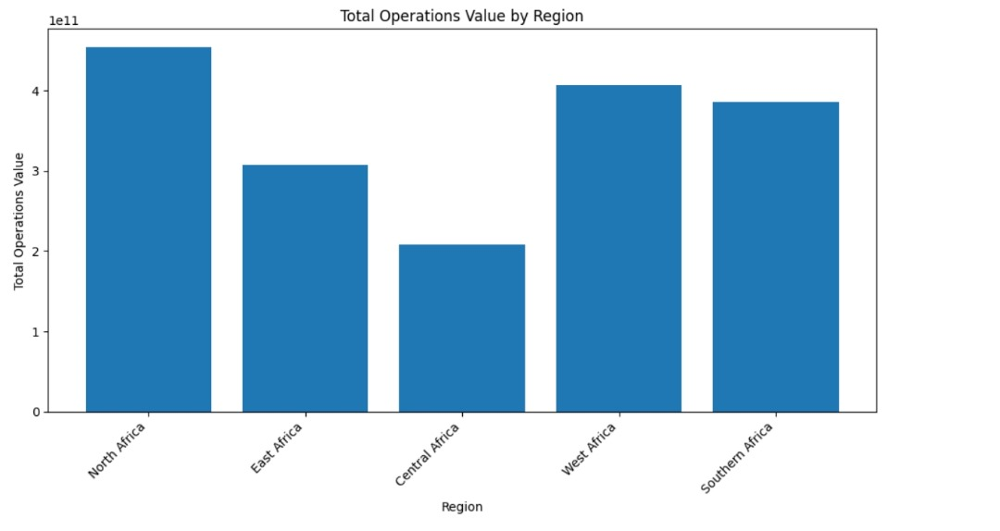 Total Operations Value by Region
1e11
4
3
2
1
0
Total Operations Value
North Africa
East Africa
Central Africa
West Africa
Southern Africa
Region